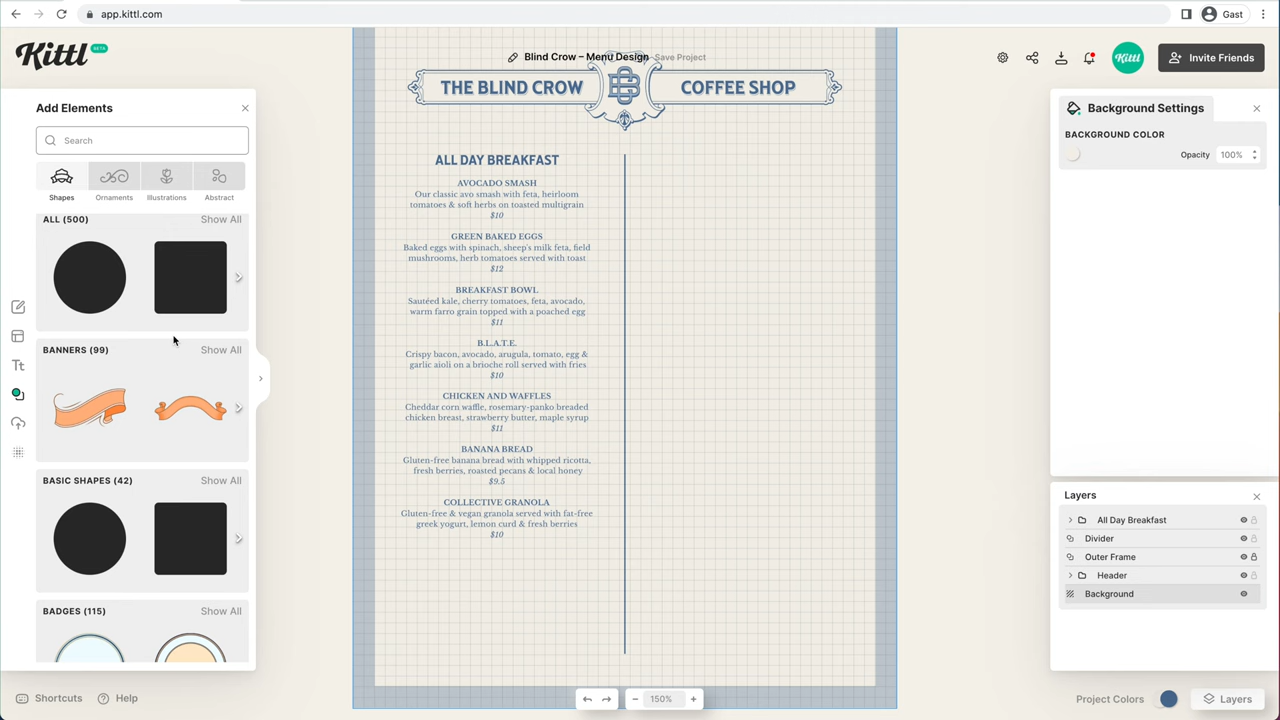 app.kittl.com
Gast
Kittl
BETA
Blind Crow – Menu Design
Save Project
Kittl
Invite Friends
Add Elements
Search
Shapes
Ornaments
Illustrations
Abstract
ALL (500)
Show All
BANNERS (99)
Show All
BASIC SHAPES (42)
Show All
BADGES (115)
Show All
Tt
THE BLIND CROW
COFFEE SHOP
ALL DAY BREAKFAST
AVOCADO SMASH
Our classic avo smash with feta, heirloom
tomatoes & soft herbs on toasted multigrain
$10
GREEN BAKED EGGS
Baked eggs with spinach, sheep's milk feta, field
mushrooms, herb tomatoes served with toast
$12
BREAKFAST BOWL
Sautéed kale, cherry tomatoes, feta, avocado,
warm farro grain topped with a poached egg
$11
B.L.A.T.E.
Crispy bacon, avocado, arugula, tomato, egg &
garlic aioli on a brioche roll served with fries
$10
CHICKEN AND WAFFLES
Cheddar corn waffle, rosemary-panko breaded
chicken breast, strawberry butter, maple syrup
$11
BANANA BREAD
Gluten-free banana bread with whipped ricotta,
fresh berries, roasted pecans & local honey
$9.5
COLLECTIVE GRANOLA
Gluten-free & vegan granola served with fat-free
greek yogurt, lemon curd & fresh berries
$10
Background Settings
BACKGROUND COLOR
Opacity
100%
Layers
All Day Breakfast
Divider
Outer Frame
Header
Background
Shortcuts
Help
150%
Project Colors
Layers